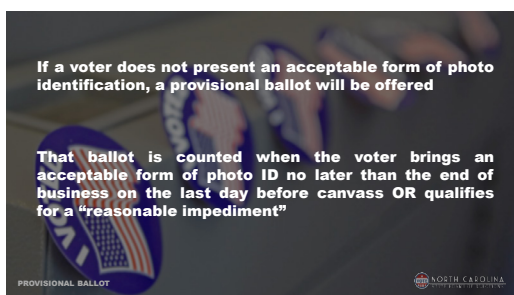 If a voter does not present an acceptable form of photo
identification, a provisional ballot will be offered
That ballot is counted when the voter brings an
acceptable form of photo ID no later than the end of
business on the last day before canvass OR qualifies
for a “reasonable impediment”
I VO
VOTED
I
PROVISIONAL BALLOT
NORTH CAROLINA